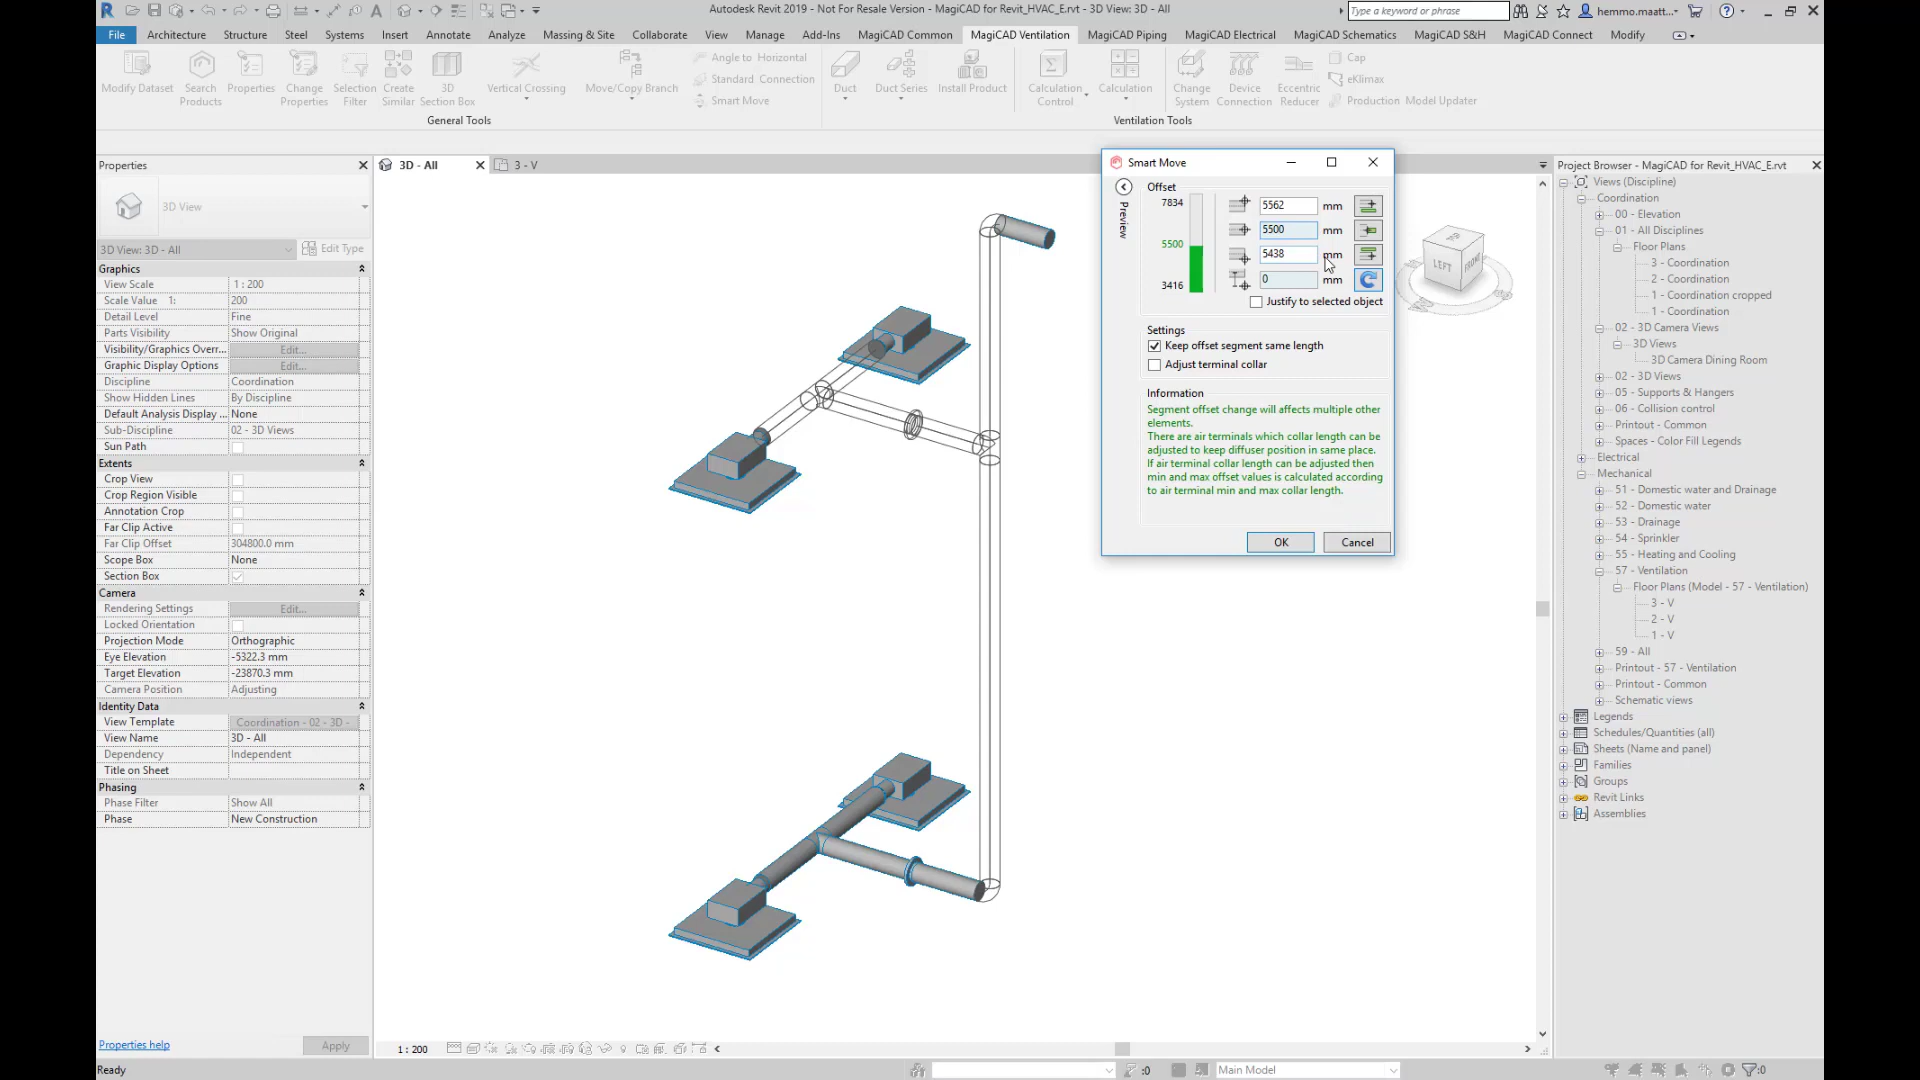 Autodesk Revit 2019 - Not For Resale Version - MagiCAD for Revit_HVAC_E.rvt - 3D View: 3D - All
Type a keyword or phrase
hemmo.maatt...
File Architecture Structure Steel Systems Insert Annotate Analyze Massing & Site Collaborate View Manage Add-Ins MagiCAD Common MagiCAD Ventilation MagiCAD Piping MagiCAD Electrical MagiCAD Schematics MagiCAD S&H MagiCAD Connect Modify
Modify Dataset
Search Products
Properties
Change Properties
Selection Filter
Create Similar
3D Section Box
Vertical Crossing
Move/Copy Branch
Angle to Horizontal
Standard Connection
Smart Move
Duct
Duct Series
Install Product
Calculation Control
Calculation
Change System
Device Connection
Eccentric Reducer
Cap
eKlimax
Production Model Updater
General Tools
Ventilation Tools
Properties
3D View
3D View: 3D - All
Edit Type
Graphics
View Scale 1 : 200
Scale Value 1: 200
Detail Level Fine
Parts Visibility Show Original
Visibility/Graphics Overr... Edit...
Graphic Display Options Edit...
Discipline Coordination
Show Hidden Lines By Discipline
Default Analysis Display ... None
Sub-Discipline 02 - 3D Views
Sun Path
Extents
Crop View
Crop Region Visible
Annotation Crop
Far Clip Active
Far Clip Offset 304800.0 mm
Scope Box None
Section Box
Camera
Rendering Settings Edit...
Locked Orientation
Projection Mode Orthographic
Eye Elevation -5322.3 mm
Target Elevation -23870.3 mm
Camera Position Adjusting
Identity Data
View Template Coordination - 02 - 3D -
View Name 3D - All
Dependency Independent
Title on Sheet
Phasing
Phase Filter Show All
Phase New Construction
Properties help
Apply
3D - All
3 - V
Smart Move
Preview
Offset
7834
5500
3416
5562 mm
5500 mm
5438 mm
0 mm
Justify to selected object
Settings
Keep offset segment same length
Adjust terminal collar
Information
Segment offset change will affects multiple other
elements.
There are air terminals which collar length can be
adjusted to keep diffuser position in same place.
If air terminal collar length can be adjusted then
min and max offset values is calculated according
to air terminal min and max collar length.
OK
Cancel
LEFT
FRONT
Project Browser - MagiCAD for Revit_HVAC_E.rvt
Views (Discipline)
Coordination
00 - Elevation
01 - All Disciplines
Floor Plans
3 - Coordination
2 - Coordination
1 - Coordination cropped
1 - Coordination
02 - 3D Camera Views
3D Views
3D Camera Dining Room
02 - 3D Views
05 - Supports & Hangers
06 - Collision control
Printout - Common
Spaces - Color Fill Legends
Electrical
Mechanical
51 - Domestic water and Drainage
52 - Domestic water
53 - Drainage
54 - Sprinkler
55 - Heating and Cooling
57 - Ventilation
Floor Plans (Model - 57 - Ventilation)
3 - V
2 - V
1 - V
59 - All
Printout - 57 - Ventilation
Printout - Common
Schematic views
Legends
Schedules/Quantities (all)
Sheets (Name and panel)
Families
Groups
Revit Links
Assemblies
1 : 200
Ready
:0
Main Model
:0